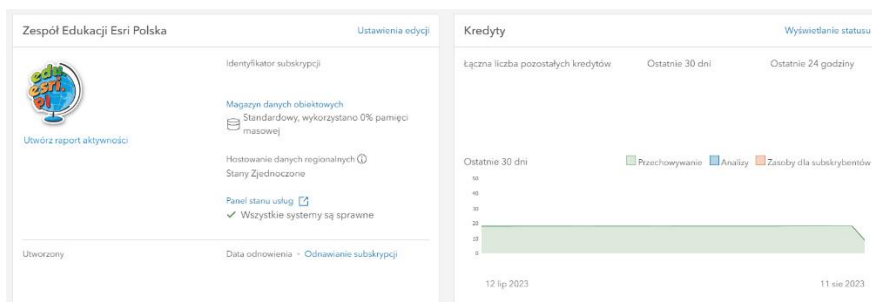 Zespół Edukacji Esri Polska
Ustawienia edycji
edu.
esri.
pl
Utwórz raport aktywności
Identyfikator subskrypcji
Magazyn danych obiektowych
Standardowy, wykorzystano 0% pamięci
masowej
Hostowanie danych regionalnych
Stany Zjednoczone
Panel stanu usług
Wszystkie systemy są sprawne
Utworzony
Data odnowienia • Odnawianie subskrypcji
Kredyty
Wyświetlanie statusu
Łączna liczba pozostałych kredytów
Ostatnie 30 dni
Ostatnie 24 godziny
Ostatnie 30 dni
Przechowywanie
Analizy
Zasoby dla subskrybentów
50
40
30
20
10
0
12 lip 2023
11 sie 2023